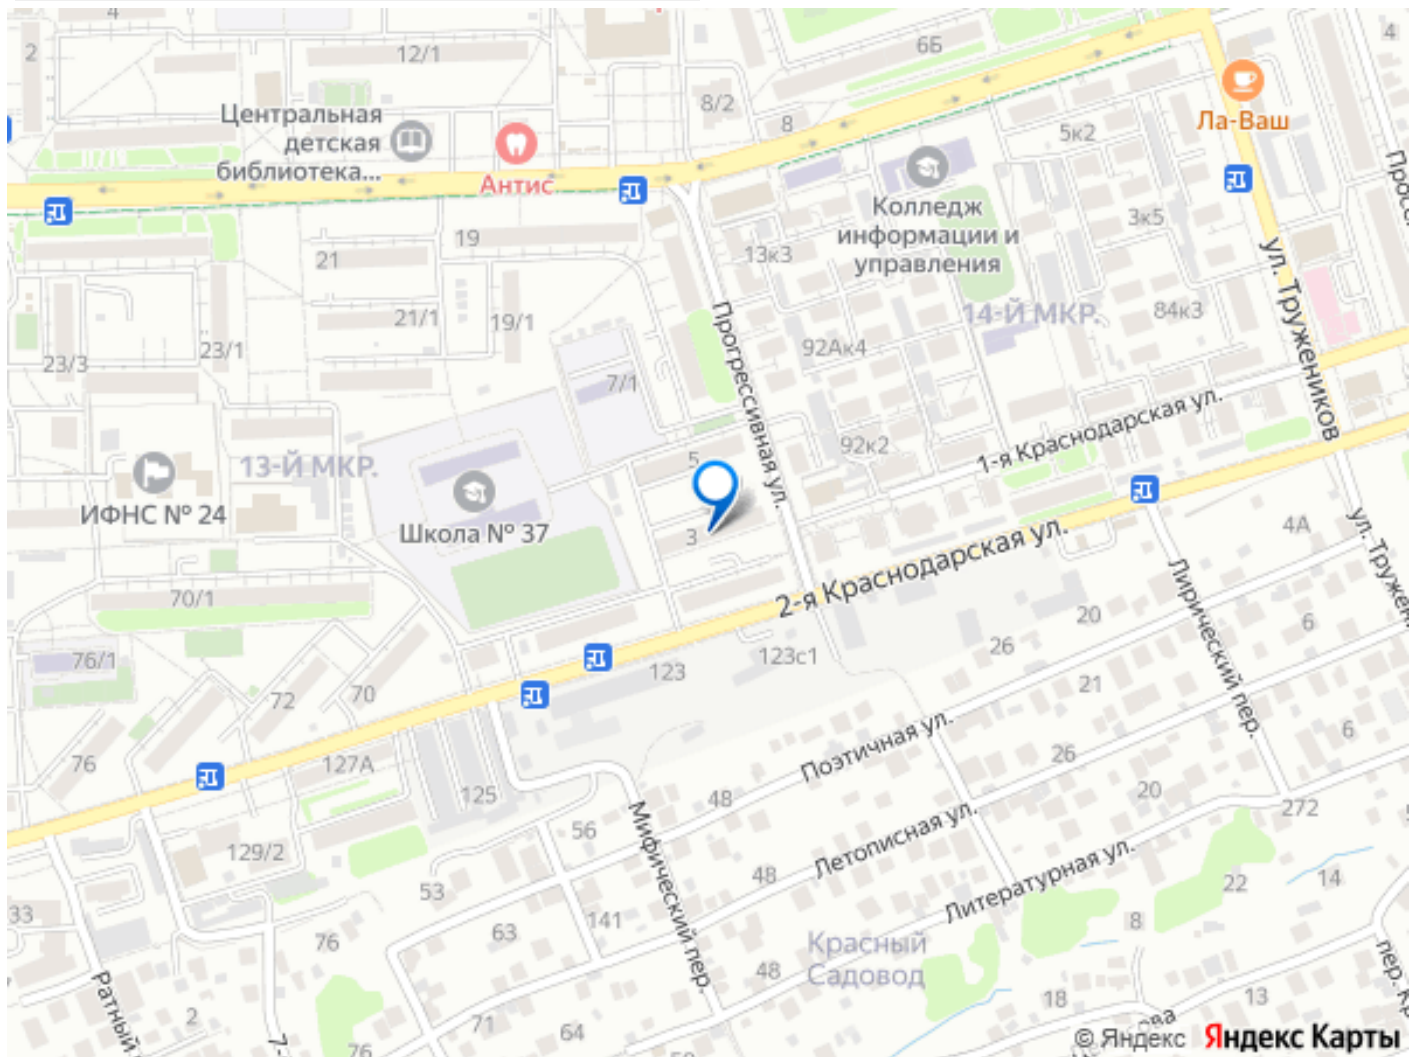 4
2
12/1
6Б
4
Центральная
детская
библиотека...
Антис
8/2
8
5к2
Ла-Ваш
Колледж
информации и
управления
3к5
19
21
13к3
ул. Тружеников
21/1
19/1
14-Й МКР.
84к3
23/3
23/1
92Ак4
7/1
Прогрессивная ул.
1-я Краснодарская ул.
92к2
5
13-Й МКР.
ИФНС № 24
Школа № 37
3
4А
2-я Краснодарская ул.
70/1
Лирический пер.
20
6
26
76/1
72
70
123
123с1
21
Поэтичная ул.
26
6
76
127А
125
48
20
272
56
Мифический пер.
Летописная ул.
129/2
53
48
Литературная ул.
22
14
33
76
63
141
8
Красный
Садовод
48
Ратный
2
71
64
18
13
© Яндекс Яндекс Карты